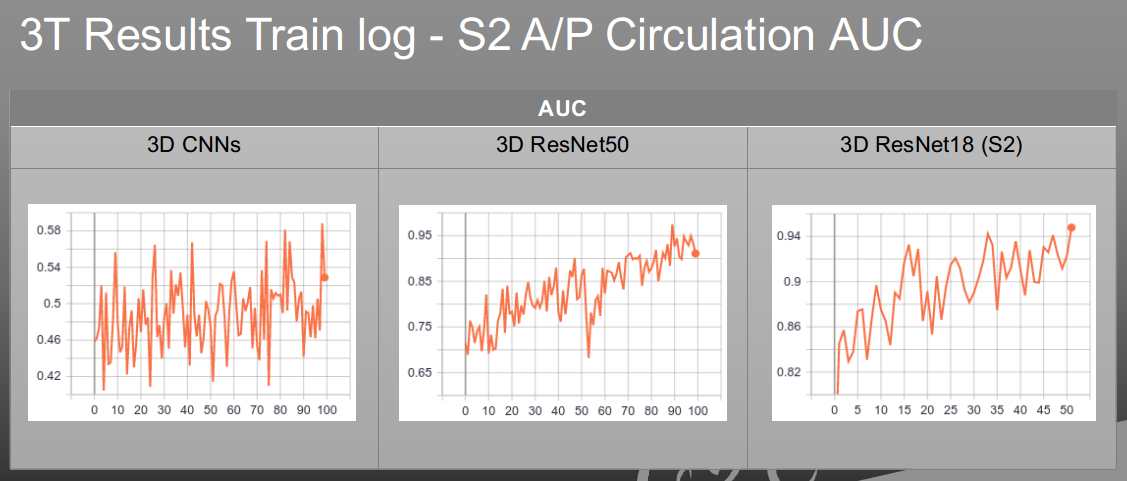 3T Results Train log - S2 A/P Circulation AUC
AUC
3D CNNs
3D ResNet50
3D ResNet18 (S2)
0.58
0.54
0.5
0.46
0.42
0 10 20 30 40 50 60 70 80 90 100
0.95
0.85
0.75
0.65
0 10 20 30 40 50 60 70 80 90 100
0.94
0.9
0.86
0.82
0 5 10 15 20 25 30 35 40 45 50